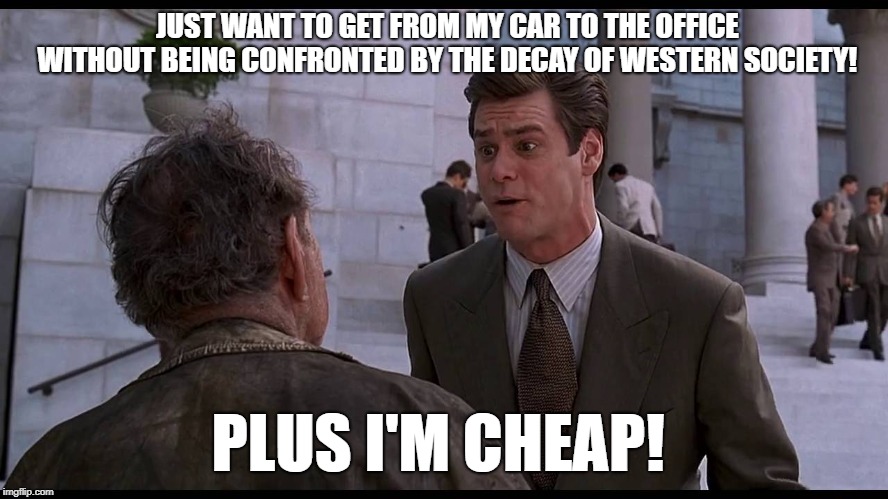 JUST WANT TO GET FROM MY CAR TO THE OFFICE
WITHOUT BEING CONFRONTED BY THE DECAY OF WESTERN SOCIETY!
PLUS I'M CHEAP!
imgflip.com